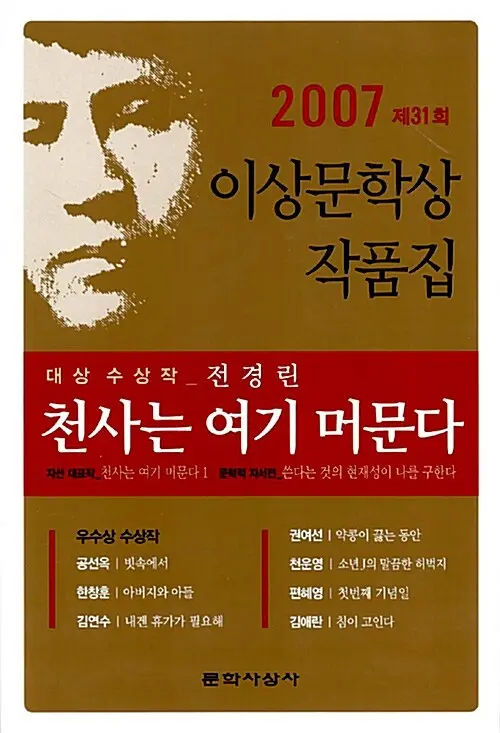 2007 제31회
이상문학상
작품집
대상 수상작_ 전경린
천사는 여기 머문다
자선 대표작_천사는 여기 머문다 1 문학적 자서전_쓴다는 것의 현재성이 나를 구한다
우수상 수상작
공선옥 | 빗속에서
한창훈 | 아버지와 아들
김연수 | 내겐 휴가가 필요해
권여선 | 약콩이 끓는 동안
천운영 | 소년J의 말끔한 허벅지
편혜영 | 첫번째 기념일
김애란 | 침이 고인다
문학사상사